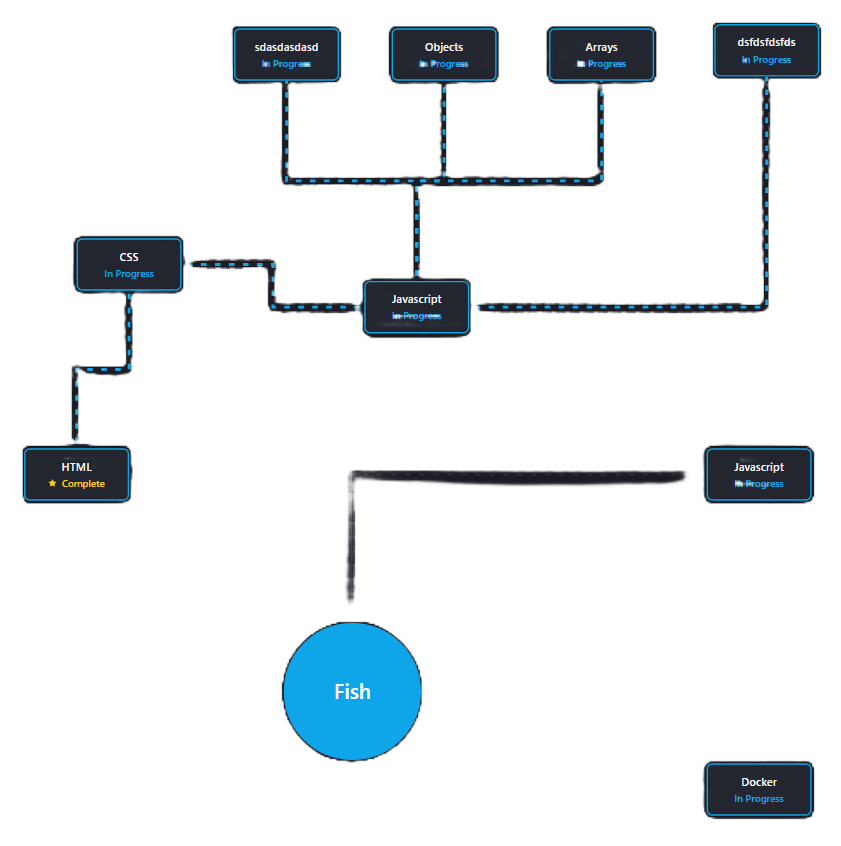 sdasdasdasd
In Progress
Objects
In Progress
Arrays
In Progress
dsfdsfdsfds
In Progress
CSS
In Progress
Javascript
In Progress
HTML
Complete
Javascript
In Progress
Fish
Docker
In Progress